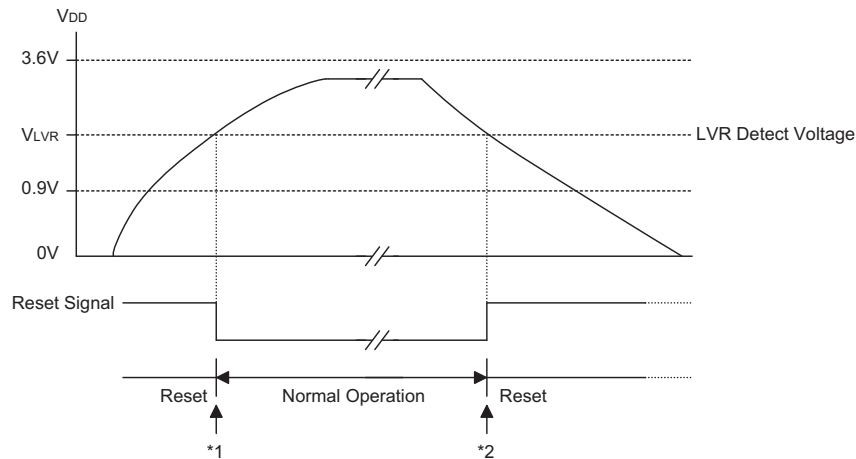 VDD
3.6V
VLVR
LVR Detect Voltage
0.9V
0V
Reset Signal
Reset
Normal Operation
Reset
*1
*2